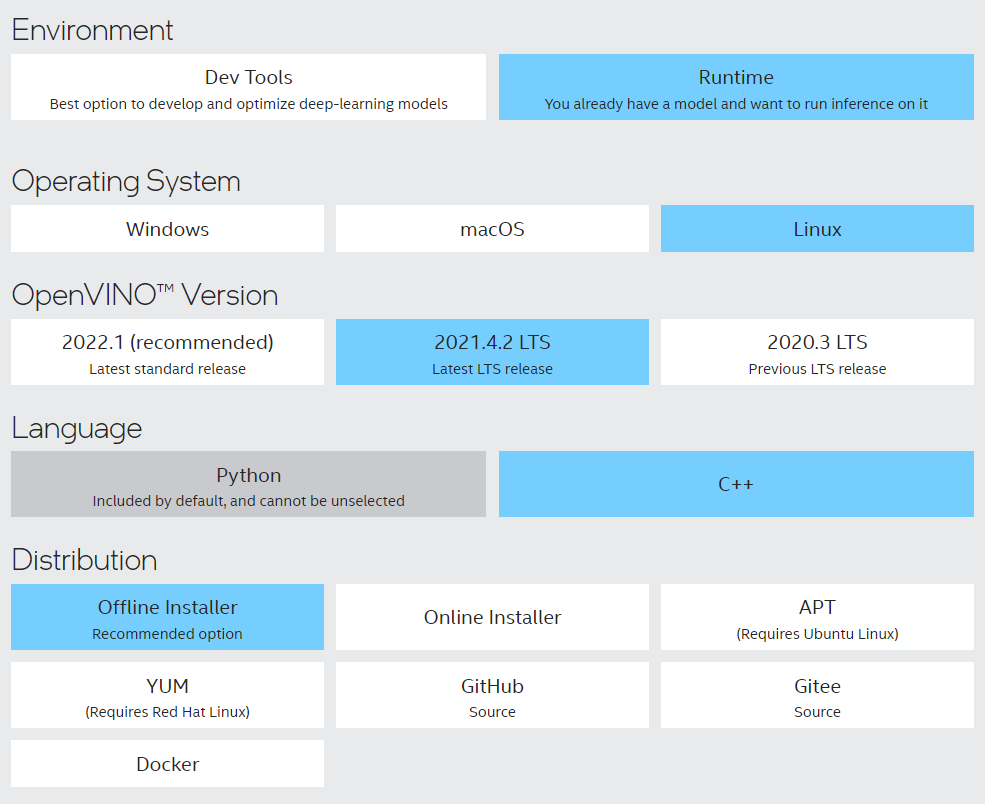 Environment
Dev Tools
Best option to develop and optimize deep-learning models
Runtime
You already have a model and want to run inference on it
Operating System
Windows
macOS
Linux
OpenVINO™ Version
2022.1 (recommended)
Latest standard release
2021.4.2 LTS
Latest LTS release
2020.3 LTS
Previous LTS release
Language
Python
Included by default, and cannot be unselected
C++
Distribution
Offline Installer
Recommended option
Online Installer
APT
(Requires Ubuntu Linux)
YUM
(Requires Red Hat Linux)
GitHub
Source
Gitee
Source
Docker